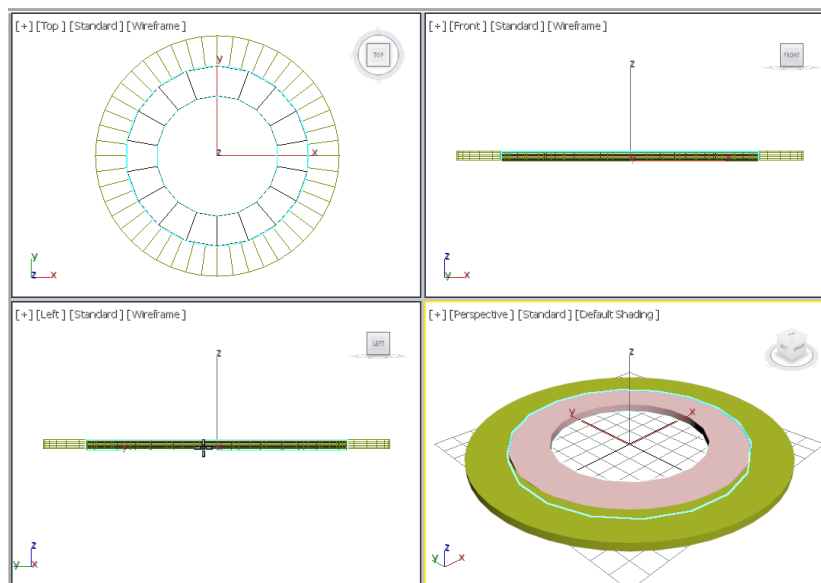 [+] [Top] [Standard] [Wireframe]
TOP
y
z
x
y
z
x
[+] [Front] [Standard] [Wireframe]
FRONT
z
x
z
y
x
[+] [Left] [Standard] [Wireframe]
LEFT
z
z
y
x
[+] [Perspective] [Standard] [Default Shading]
z
y
x
z
y
x